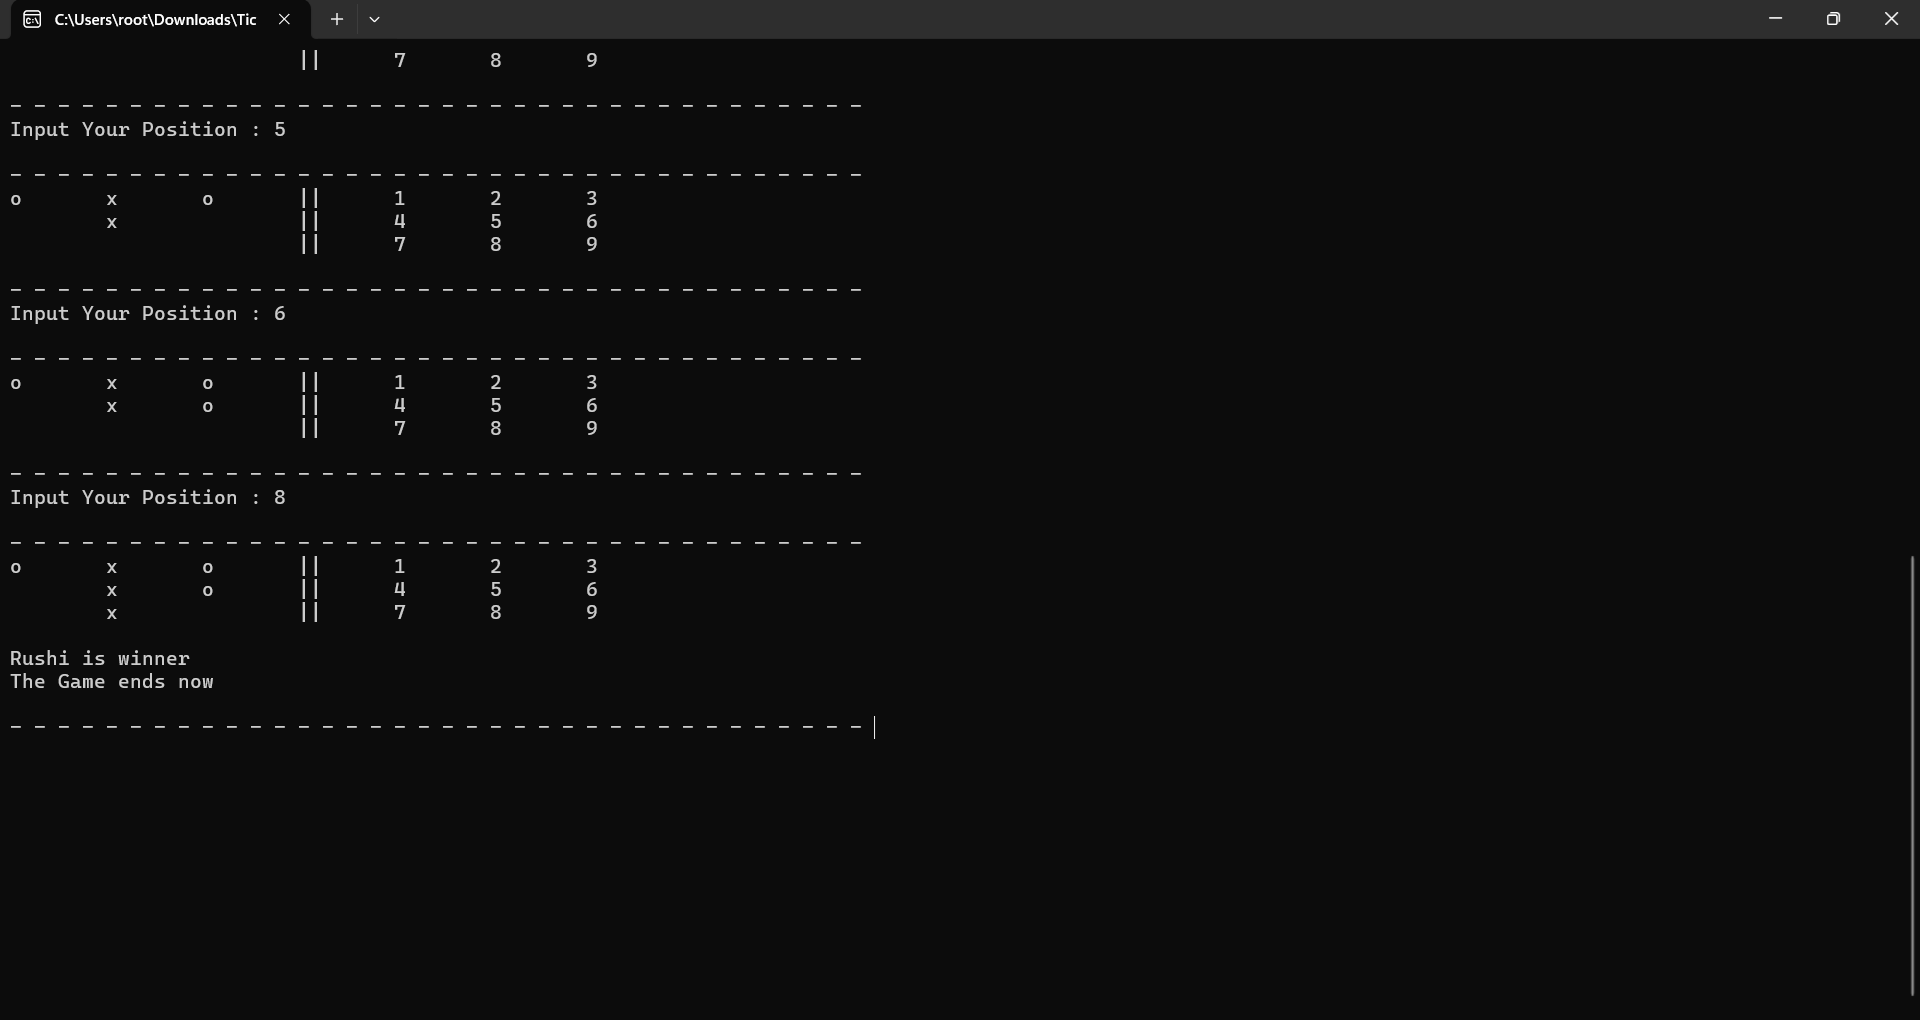 C:\Users\root\Downloads\Tic
|| 7 8 9
- - - - - - - - - - - - - - - - - - - - - - - - - - - - - - - - - - - -
Input Your Position : 5
- - - - - - - - - - - - - - - - - - - - - - - - - - - - - - - - - - - -
o x o || 1 2 3
x || 4 5 6
|| 7 8 9
- - - - - - - - - - - - - - - - - - - - - - - - - - - - - - - - - - - -
Input Your Position : 6
- - - - - - - - - - - - - - - - - - - - - - - - - - - - - - - - - - - -
o x o || 1 2 3
x o || 4 5 6
|| 7 8 9
- - - - - - - - - - - - - - - - - - - - - - - - - - - - - - - - - - - -
Input Your Position : 8
- - - - - - - - - - - - - - - - - - - - - - - - - - - - - - - - - - - -
o x o || 1 2 3
x o || 4 5 6
x || 7 8 9
Rushi is winner
The Game ends now
- - - - - - - - - - - - - - - - - - - - - - - - - - - - - - - - - - - -